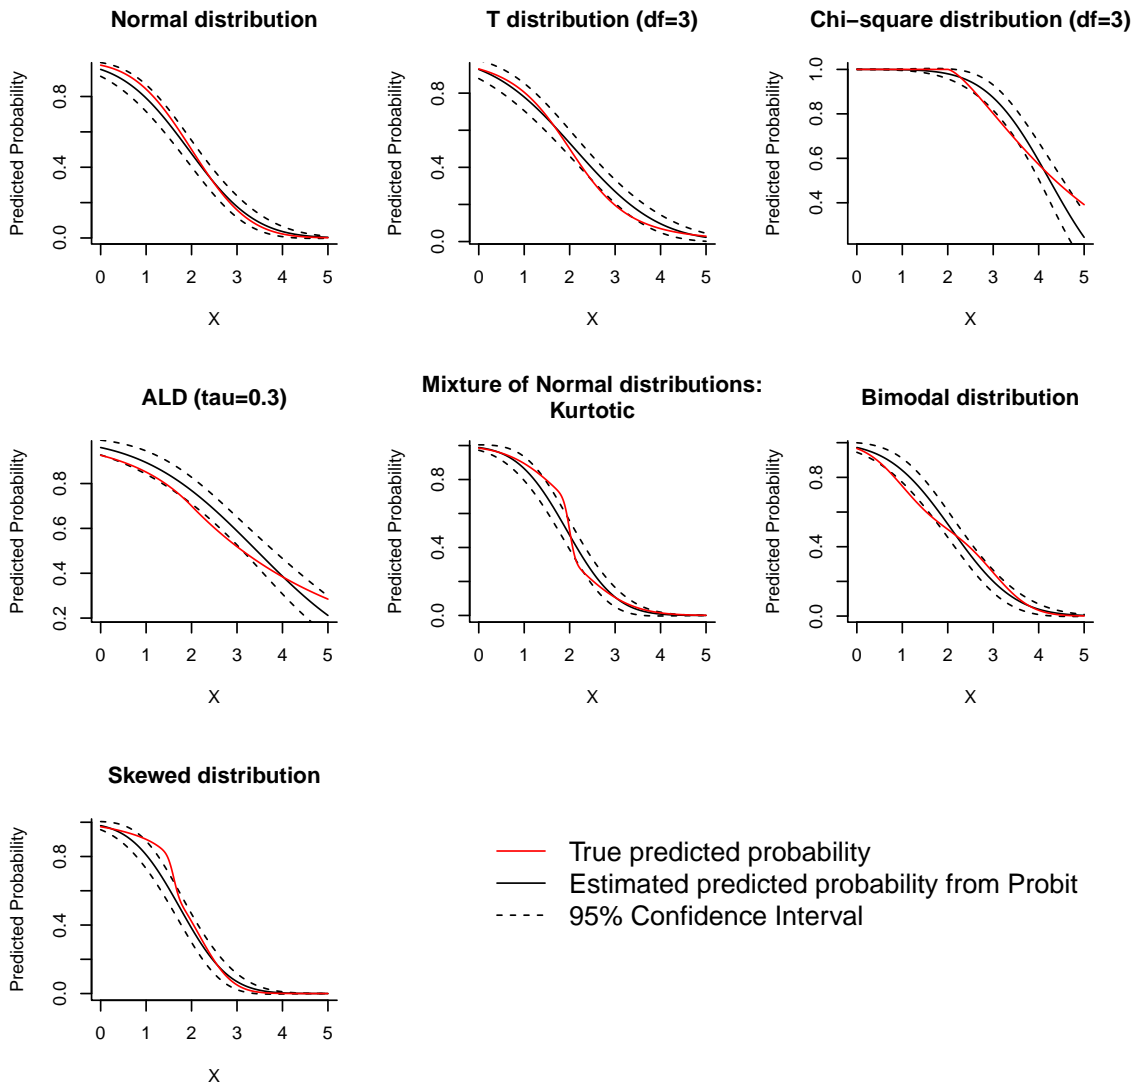 Normal distribution
Predicted Probability
0.0 0.4 0.8
0 1 2 3 4 5
X
T distribution (df=3)
Predicted Probability
0.0 0.4 0.8
0 1 2 3 4 5
X
Chi−square distribution (df=3)
Predicted Probability
0.4 0.6 0.8 1.0
0 1 2 3 4 5
X
ALD (tau=0.3)
Predicted Probability
0.2 0.4 0.6 0.8
0 1 2 3 4 5
X
Mixture of Normal distributions:
Kurtotic
Predicted Probability
0.0 0.4 0.8
0 1 2 3 4 5
X
Bimodal distribution
Predicted Probability
0.0 0.4 0.8
0 1 2 3 4 5
X
Skewed distribution
Predicted Probability
0.0 0.4 0.8
0 1 2 3 4 5
X
True predicted probability
Estimated predicted probability from Probit
95% Confidence Interval